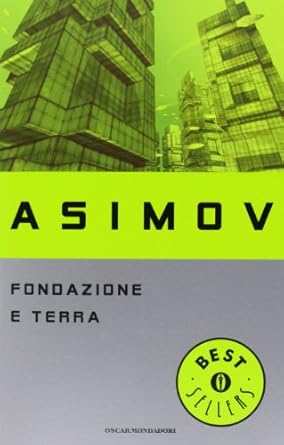 ASIMOV
FONDAZIONE
E TERRA
BEST
SELLERS
OSCAR MONDADORI